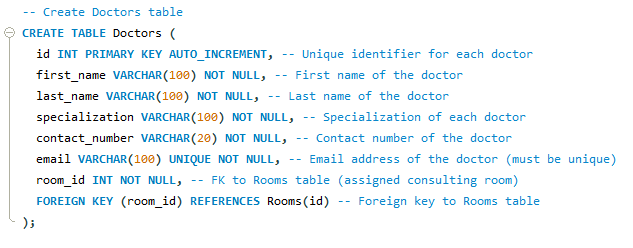 -- Create Doctors table
CREATE TABLE Doctors (
id INT PRIMARY KEY AUTO_INCREMENT, -- Unique identifier for each doctor
first_name VARCHAR(100) NOT NULL, -- First name of the doctor
last_name VARCHAR(100) NOT NULL, -- Last name of the doctor
specialization VARCHAR(100) NOT NULL, -- Specialization of each doctor
contact_number VARCHAR(20) NOT NULL, -- Contact number of the doctor
email VARCHAR(100) UNIQUE NOT NULL, -- Email address of the doctor (must be unique)
room_id INT NOT NULL, -- FK to Rooms table (assigned consulting room)
FOREIGN KEY (room_id) REFERENCES Rooms(id) -- Foreign key to Rooms table
);